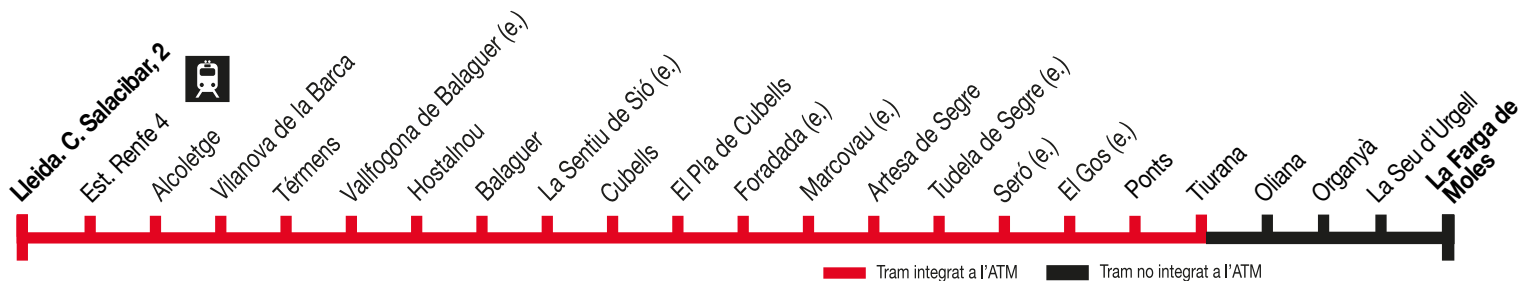 Lleida. C. Salacibar, 2
Est. Renfe 4
Alcoletge
Vilanova de la Barca
Térmens
Vallfogona de Balaguer (e.)
Hostalnou
Balaguer
La Sentiu de Sió (e.)
Cubells
El Pla de Cubells
Foradada (e.)
Marcovau (e.)
Artesa de Segre
Tudela de Segre (e.)
Seró (e.)
El Gos (e.)
Ponts
Tiurana
Oliana
Organyà
La Seu d'Urgell
La Farga de
Moles
Tram integrat a l'ATM
Tram no integrat a l'ATM